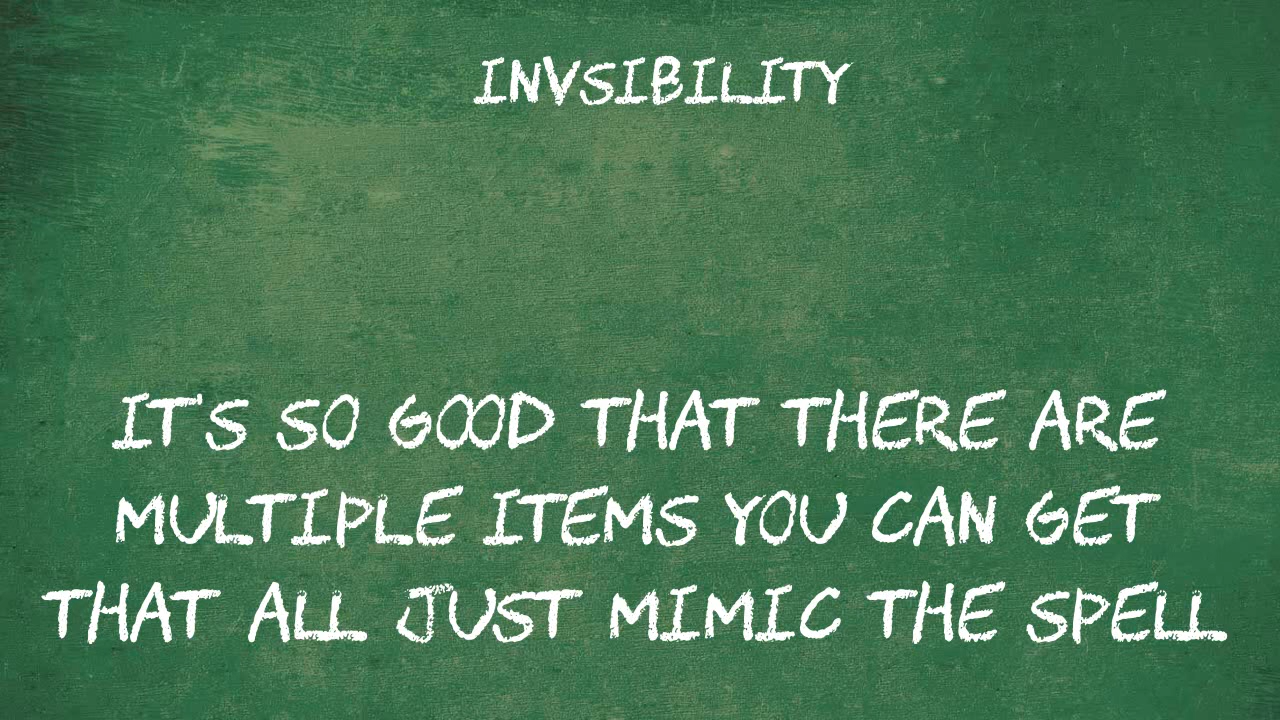 INVSIBILITY
IT'S SO GOOD THAT THERE ARE
MULTIPLE ITEMS YOU CAN GET
THAT ALL JUST MIMIC THE SPELL